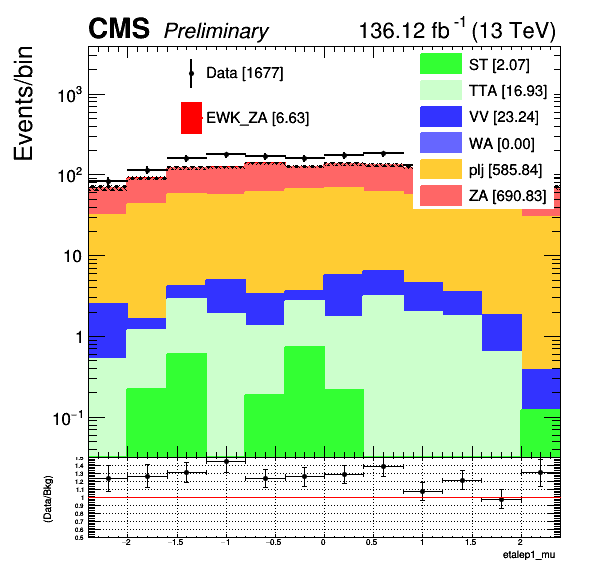 CMS Preliminary 136.12 fb⁻¹ (13 TeV)
Events/bin
Data [1677]
EWK_ZA [6.63]
ST [2.07]
TTA [16.93]
VV [23.24]
WA [0.00]
plj [585.84]
ZA [690.83]
10³
10²
10
1
10⁻¹
(Data/Bkg)
1.5
1.4
1.3
1.2
1.1
1
0.9
0.8
0.7
0.6
0.5
−2 −1.5 −1 −0.5 0 0.5 1 1.5 2
etalep1_mu